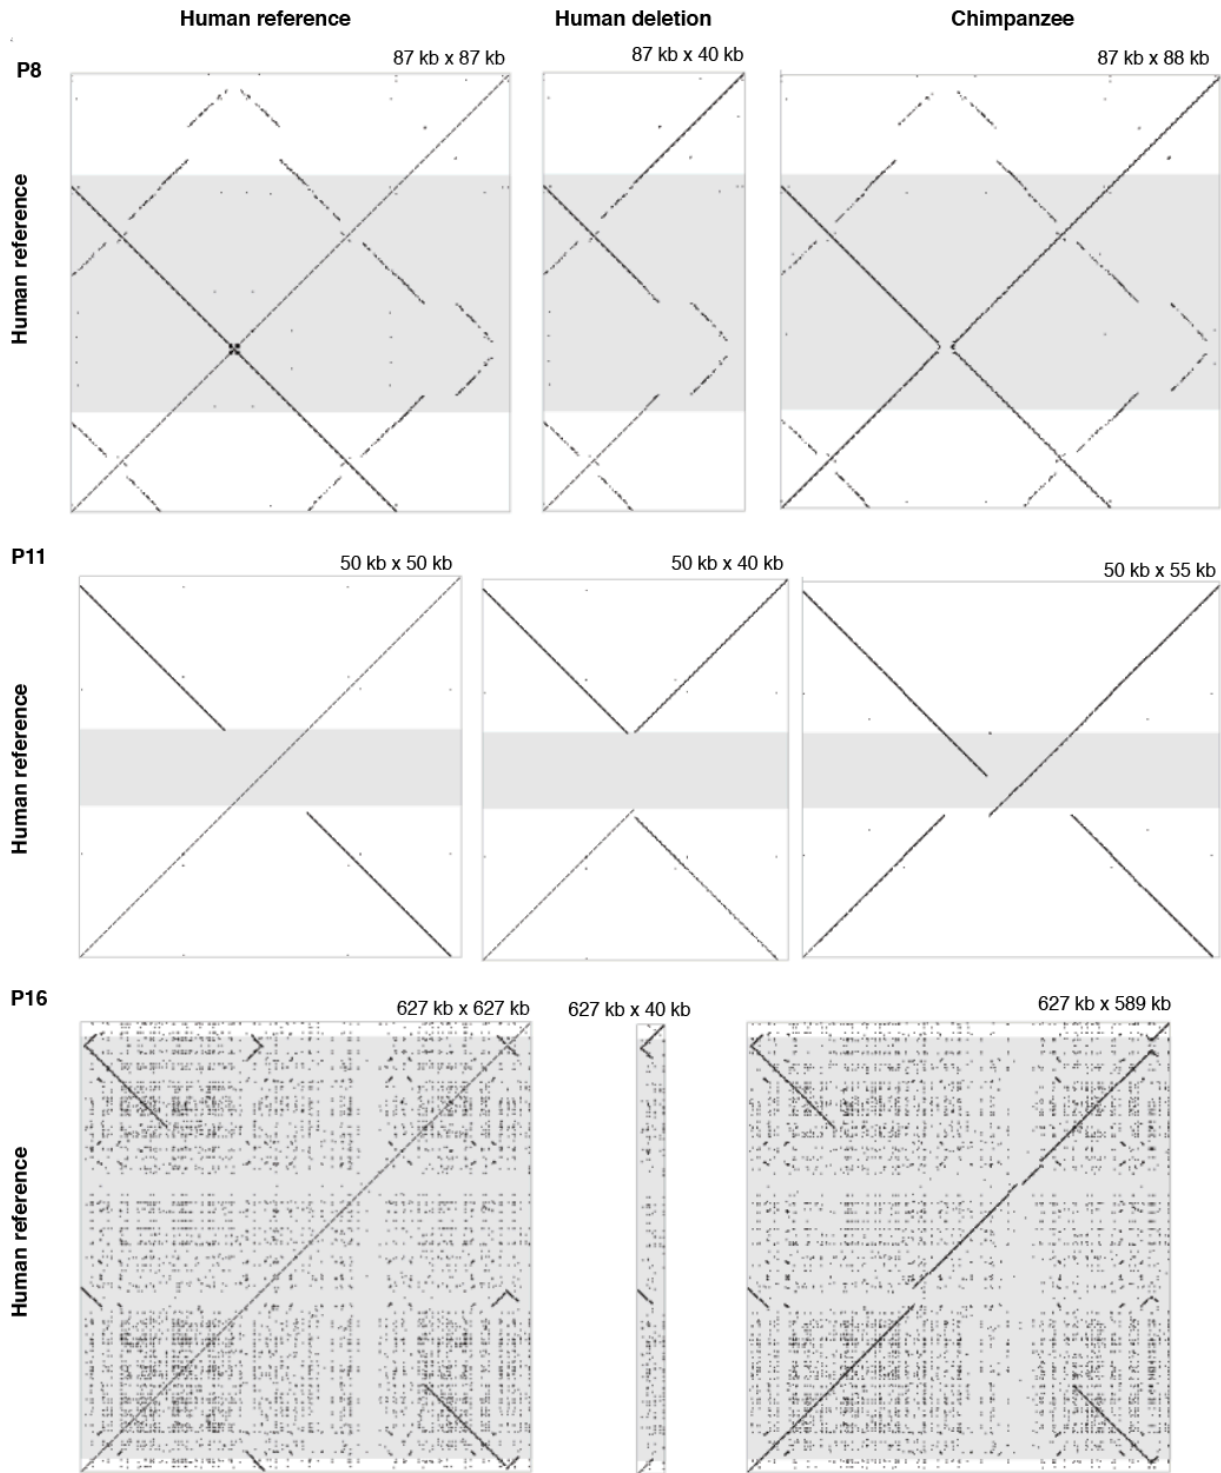 Human reference
Human deletion
Chimpanzee
P8
87 kb x 87 kb
87 kb x 40 kb
87 kb x 88 kb
Human reference
P11
50 kb x 50 kb
50 kb x 40 kb
50 kb x 55 kb
Human reference
P16
627 kb x 627 kb
627 kb x 40 kb
627 kb x 589 kb
Human reference